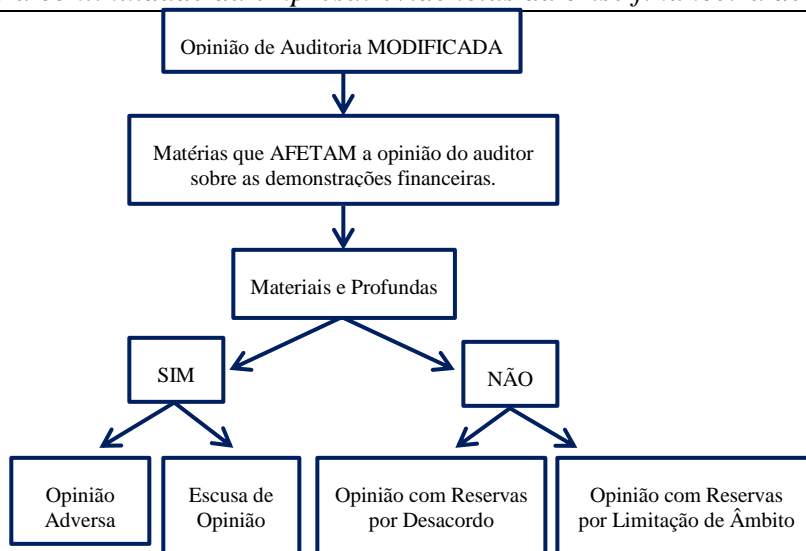 Opinião de Auditoria MODIFICADA
Matérias que AFETAM a opinião do auditor
sobre as demonstrações financeiras.
Materiais e Profundas
SIM
NÃO
Opinião
Adversa
Escusa de
Opinião
Opinião com Reservas
por Desacordo
Opinião com Reservas
por Limitação de Âmbito